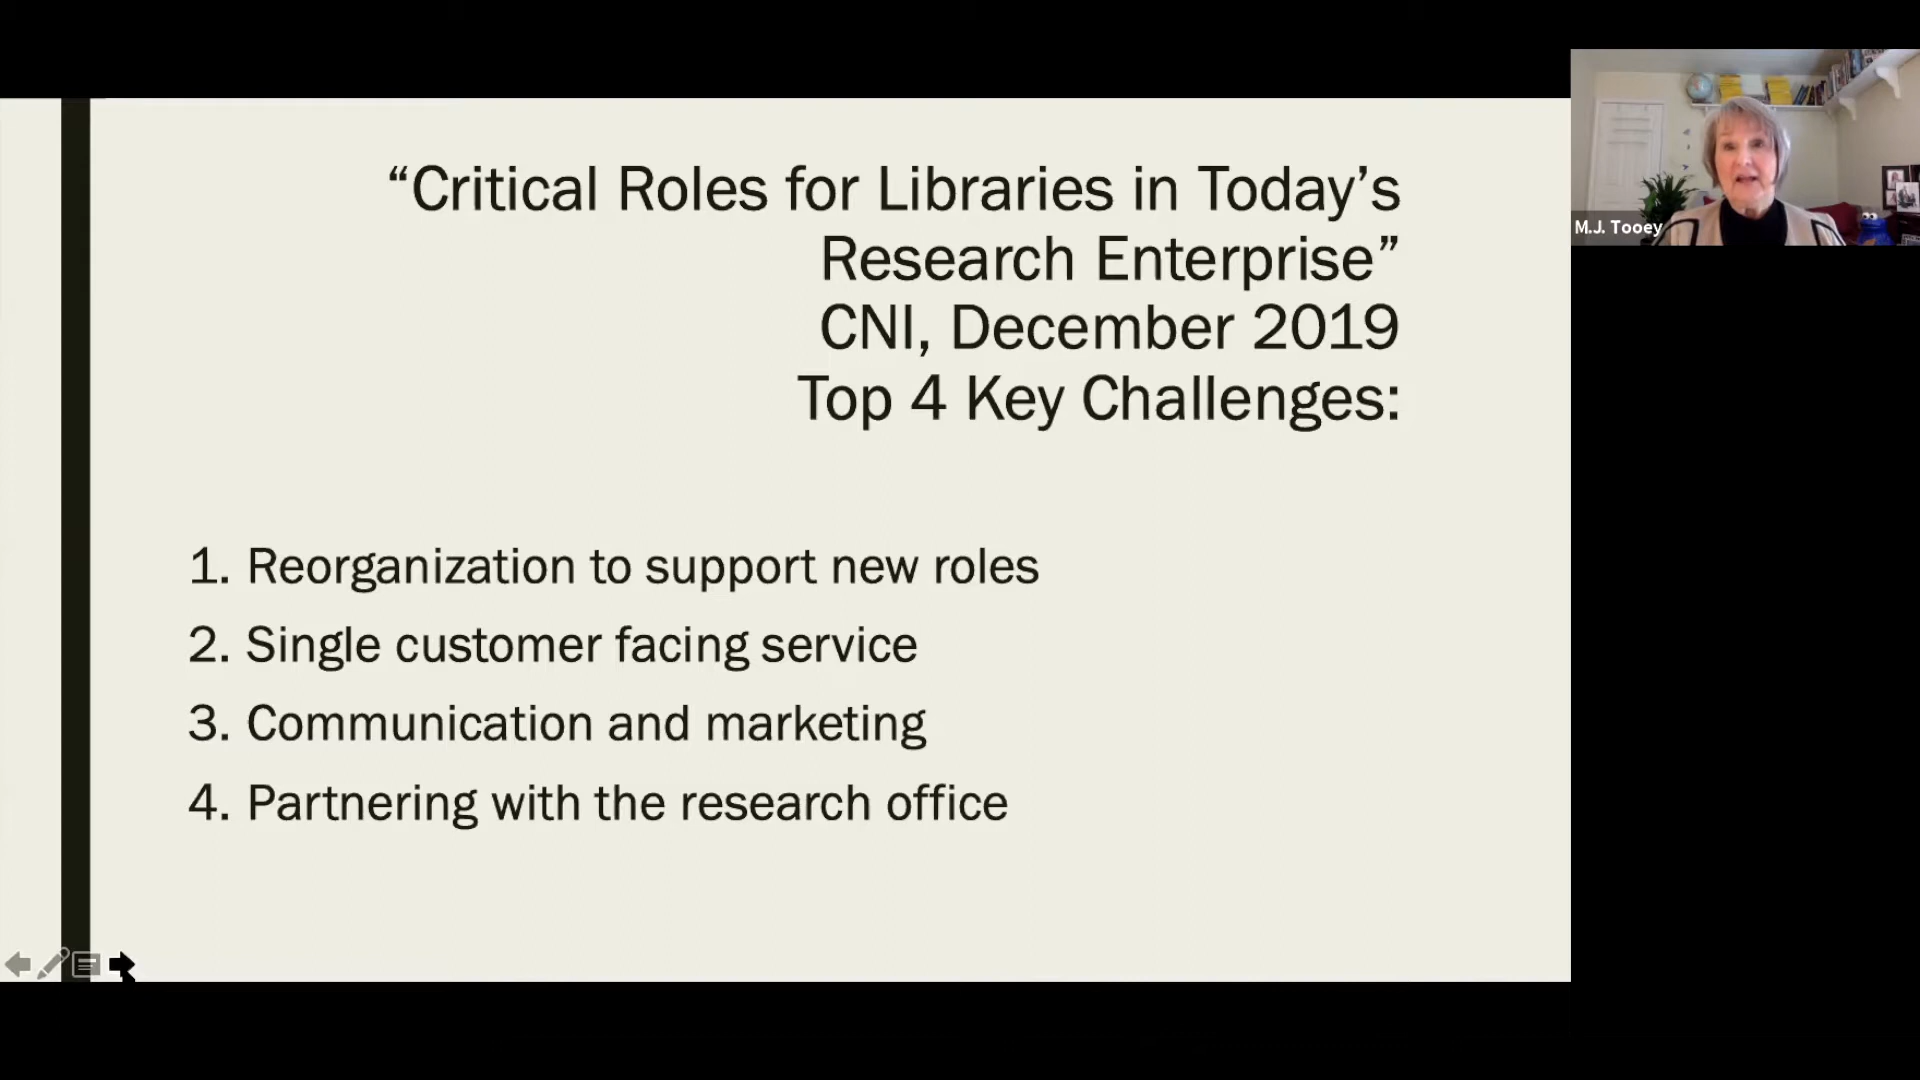 “Critical Roles for Libraries in Today’s
Research Enterprise”
CNI, December 2019
Top 4 Key Challenges:
1. Reorganization to support new roles
2. Single customer facing service
3. Communication and marketing
4. Partnering with the research office
M.J. Tooey